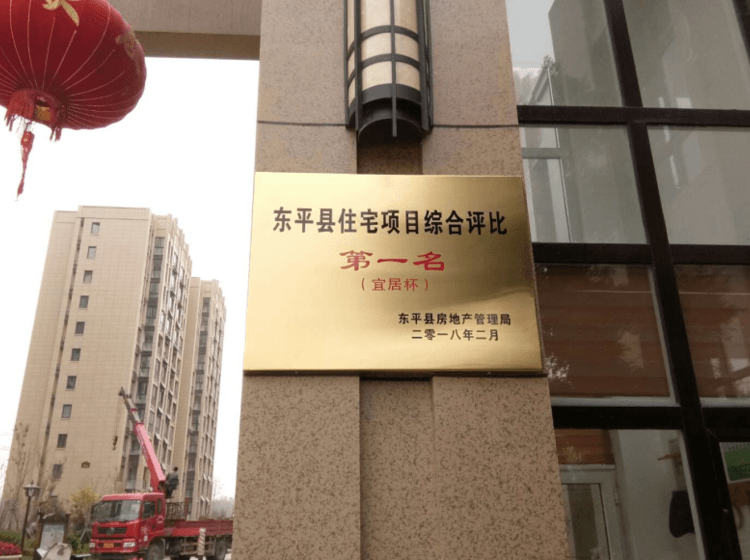 东平县住宅项目综合评比
第一名
（宜居杯）
东平县房地产管理局
二零一八年二月